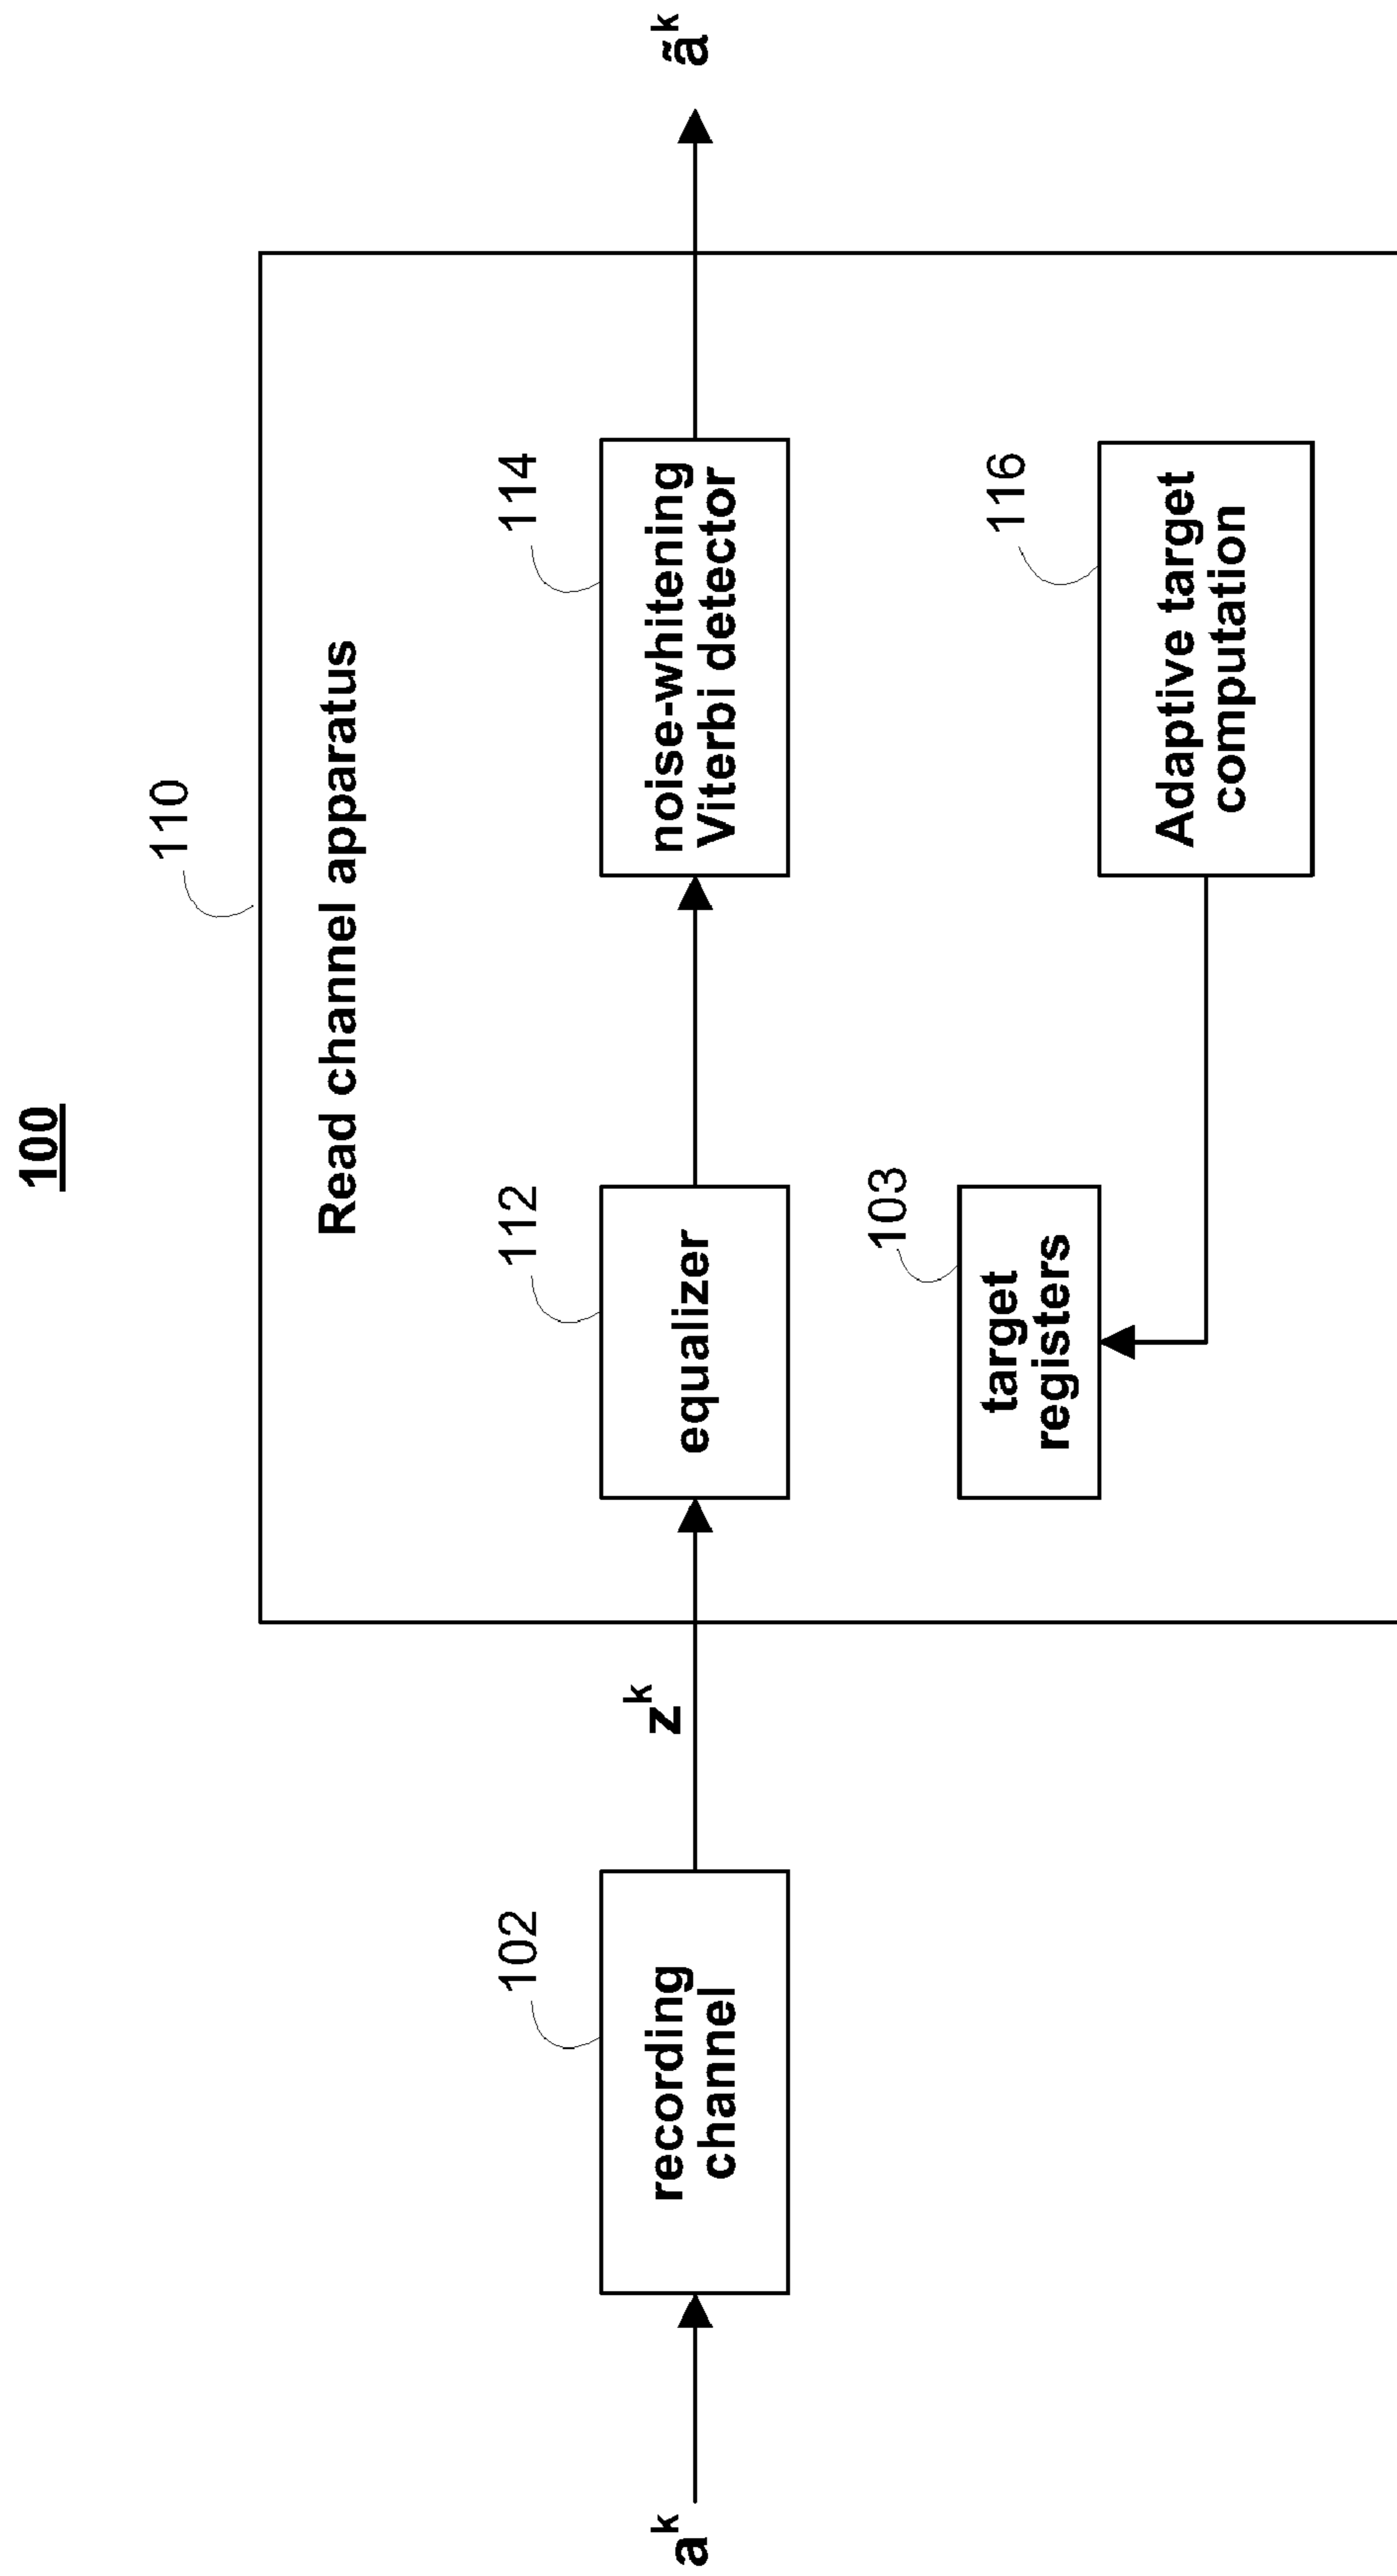 100
110
Read channel apparatus
102
112
114
a^k
recording
channel
z^k
equalizer
noise-whitening
Viterbi detector
ã^k
103
116
target
registers
Adaptive target
computation